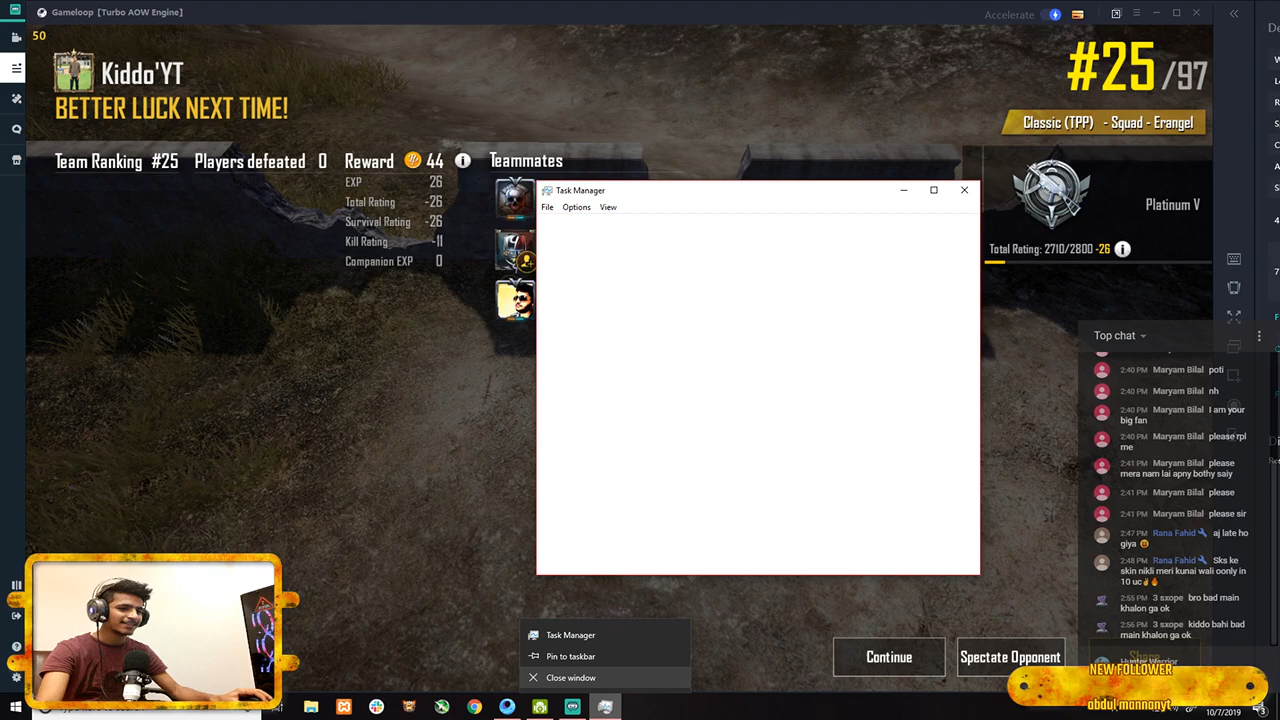 Gameloop [Turbo AOW Engine]
Accelerate
50
Kiddo'YT
BETTER LUCK NEXT TIME!
#25/97
Classic (TPP) - Squad - Erangel
Team Ranking #25 Players defeated 0 Reward 44
Teammates
EXP 26
Total Rating -26
Survival Rating -26
Kill Rating -11
Companion EXP 0
Platinum V
Total Rating: 2710/2800 -26
Task Manager
File Options View
Top chat
2:40 PM Maryam Bilal poti
2:40 PM Maryam Bilal nh
2:40 PM Maryam Bilal I am your
big fan
2:40 PM Maryam Bilal please rpl
me
2:41 PM Maryam Bilal please
mera nam lai apny bothy saiy
2:41 PM Maryam Bilal please
2:41 PM Maryam Bilal please sir
2:47 PM Rana Fahid aj late ho
giya
2:48 PM Rana Fahid Sks ke
skin nikli meri kunai wali oonly in
10 uc
2:55 PM 3 sxope bro bad main
khalon ga ok
2:56 PM 3 sxope kiddo bahi bad
main khalon ga ok
Task Manager
Pin to taskbar
Close window
Continue
Spectate Opponent
Share
NEW FOLLOWER
abdul mannanyt
10/7/2019
3